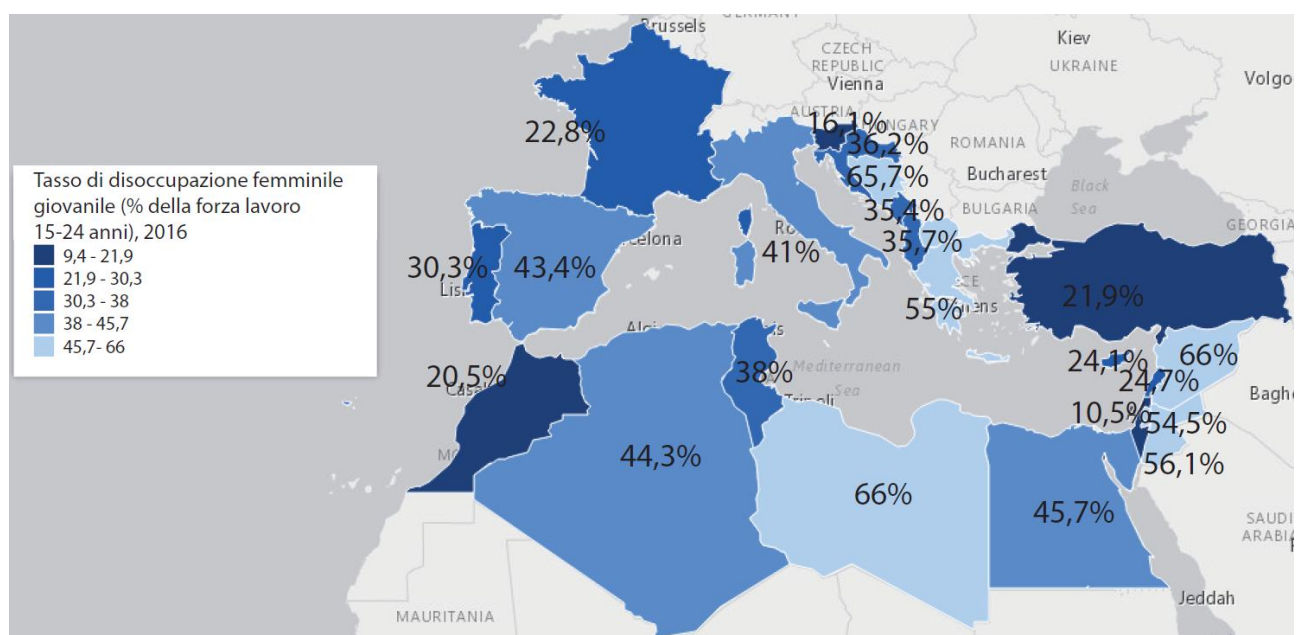 GERMANY
Brussels
Kiev
CZECH
REPUBLIC
UKRAINE
Vienna
Volgo
AUSTRIA
HUNGARY
16,1%
22,8%
36,2%
ROMANIA
65,7%
Bucharest
Black
Sea
Tasso di disoccupazione femminile
giovanile (% della forza lavoro
15-24 anni), 2016
9,4 - 21,9
21,9 - 30,3
30,3 - 38
38 - 45,7
45,7- 66
35,4%
BULGARIA
GEORGIA
35,7%
41%
30,3%
43,4%
21,9%
55%
24,1%
66%
20,5%
38%
Mediterranean
Sea
24,7%
Tripoli
10,5%
54,5%
44,3%
56,1%
66%
45,7%
SAUDI
ARABIA
Jeddah
MAURITANIA